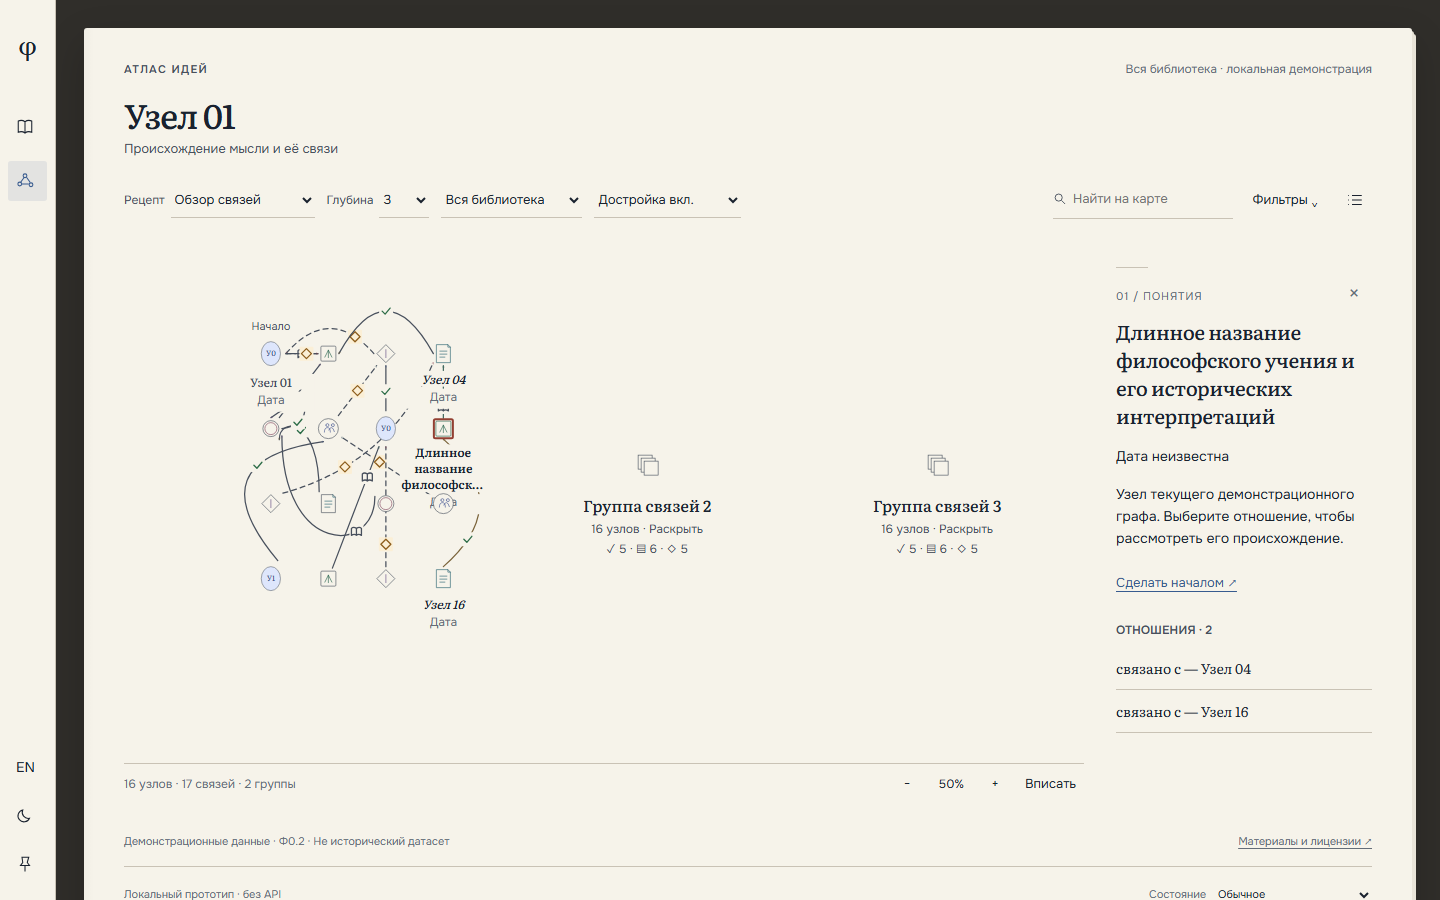 φ
АТЛАС ИДЕЙ
Вся библиотека · локальная демонстрация
Узел 01
Происхождение мысли и её связи
Рецепт Обзор связей Глубина 3 Вся библиотека Достройка вкл.
Найти на карте Фильтры
Начало
У0
Узел 01
Дата
Узел 04
Дата
У0
Длинное
название
философск...
У1
Узел 16
Дата
Группа связей 2
16 узлов · Раскрыть
✓ 5 · ▤ 6 · ◇ 5
Группа связей 3
16 узлов · Раскрыть
✓ 5 · ▤ 6 · ◇ 5
01 / ПОНЯТИЯ
×
Длинное название
философского учения и
его исторических
интерпретаций
Дата неизвестна
Узел текущего демонстрационного
графа. Выберите отношение, чтобы
рассмотреть его происхождение.
Сделать началом ↗
ОТНОШЕНИЯ · 2
связано с — Узел 04
связано с — Узел 16
16 узлов · 17 связей · 2 группы
− 50% + Вписать
EN
Демонстрационные данные · Ф0.2 · Не исторический датасет
Материалы и лицензии ↗
Локальный прототип · без API
Состояние Обычное